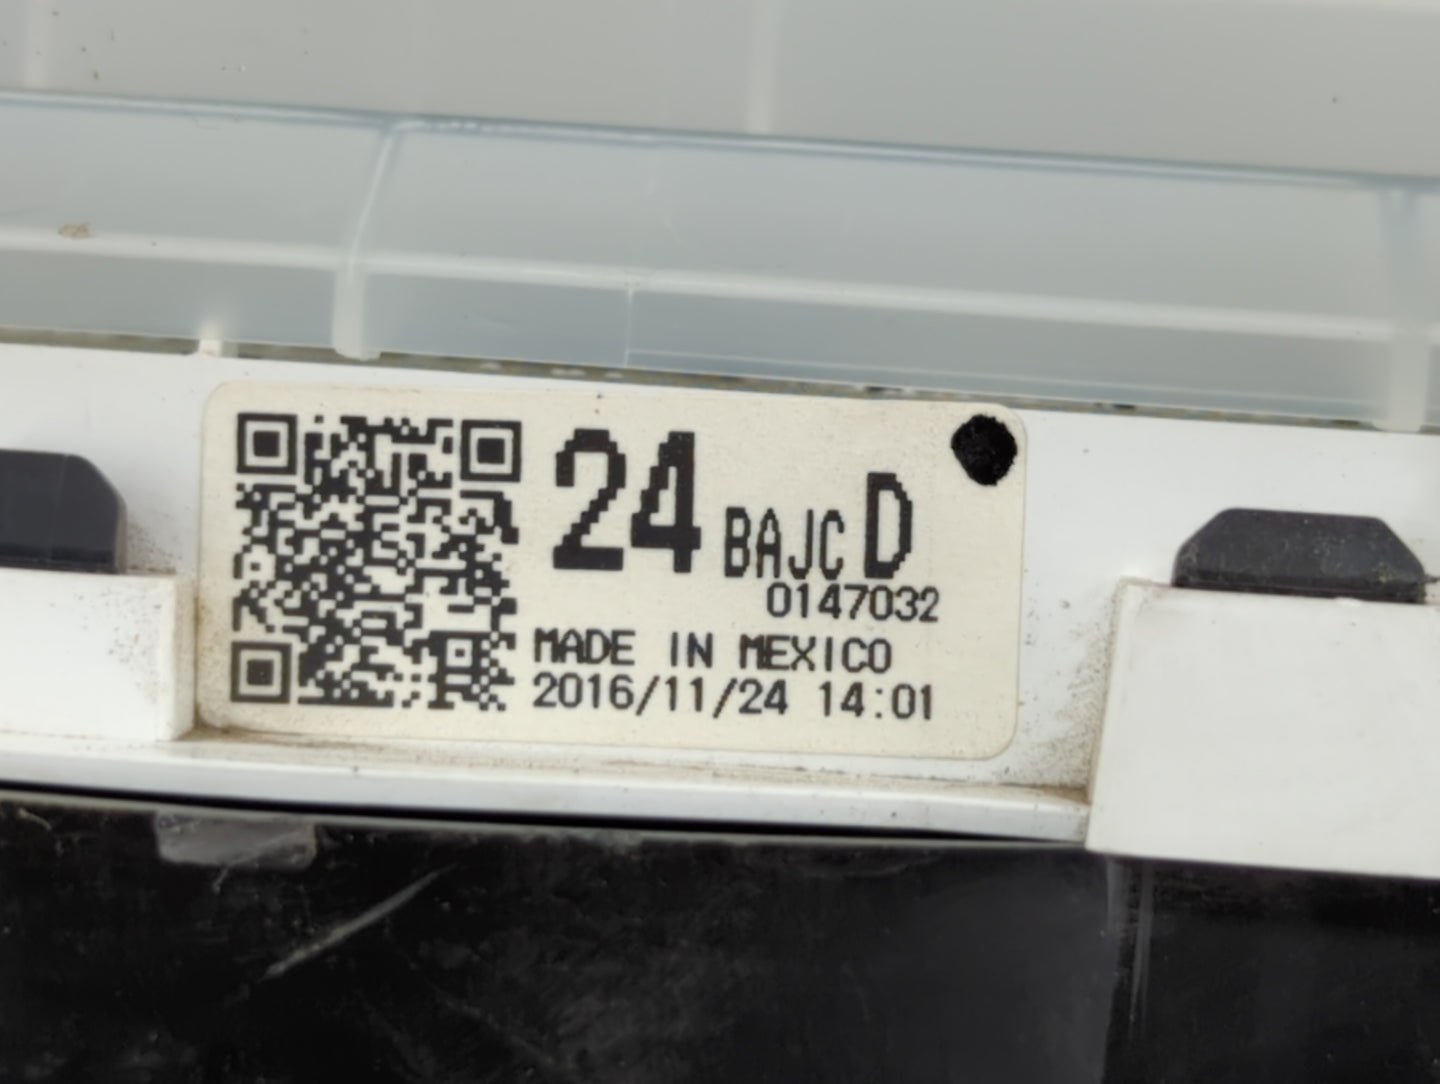 24 BAJC D
0147032
MADE IN MEXICO
2016/11/24 14:01